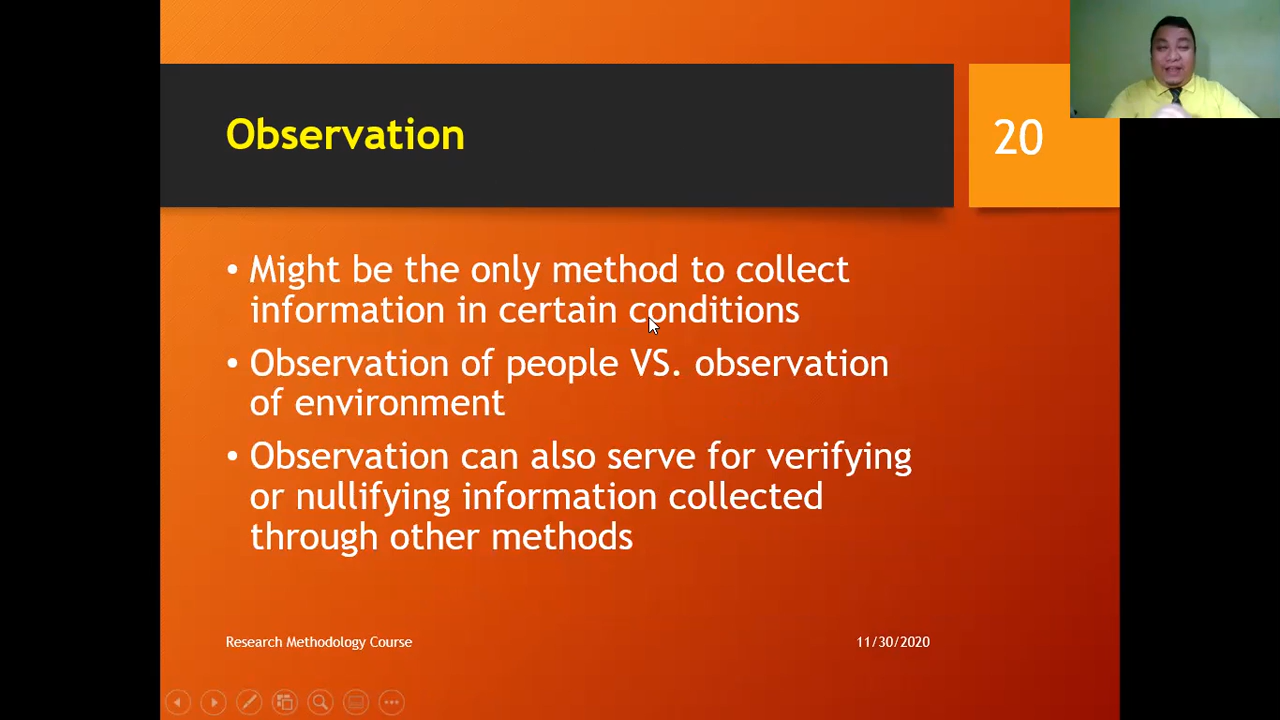 Observation
20
• Might be the only method to collect
information in certain conditions
• Observation of people VS. observation
of environment
• Observation can also serve for verifying
or nullifying information collected
through other methods
Research Methodology Course
11/30/2020